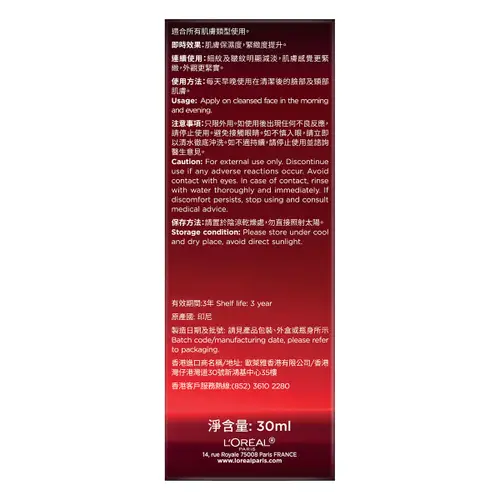 適合所有肌膚類型使用。
即時效果：肌膚保濕度，緊緻度提升。
連續使用：細紋及皺紋明顯減淡，肌膚感覺更緊
緻，外觀更緊實。
使用方法：每天早晚使用在清潔後的臉部及頸部
肌膚。
Usage: Apply on cleansed face in the morning
and evening.
注意事項：只限外用。如使用後出現任何不良反應，
請停止使用。避免接觸眼睛。如不慎入眼，請立即
以清水徹底沖洗。如不適持續，請停止使用並諮詢
醫生意見。
Caution: For external use only. Discontinue
use if any adverse reactions occur. Avoid
contact with eyes. In case of contact, rinse
with water thoroughly and immediately. If
discomfort persists, stop using and consult
medical advice.
保存方法：請置於陰涼乾燥處，勿直接照射太陽。
Storage condition: Please store under cool
and dry place, avoid direct sunlight.
有效期間:3年 Shelf life: 3 year
原產國: 印尼
製造日期及批號: 請見產品包裝、外盒或瓶身所示
Batch code/manufacturing date, please refer
to packaging.
香港進口商名稱/地址: 歐萊雅香港有限公司/香港
灣仔港灣道30號新鴻基中心35樓
香港客戶服務熱線:(852) 3610 2280
淨含量: 30ml
L'ORÉAL®
PARIS
14, rue Royale 75008 Paris FRANCE
www.lorealparis.com